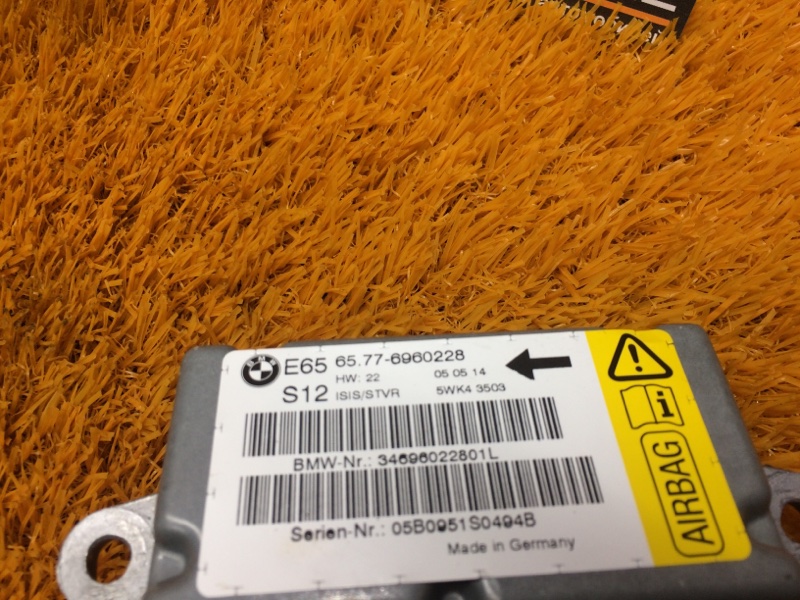 BMW
E65 65.77-6960228
HW: 22 05 05 14
S12 ISIS/STVR 5WK4 3503
BMW-Nr.: 34696022801L
Serien-Nr.: 05B0951S0494B
Made in Germany
AIRBAG